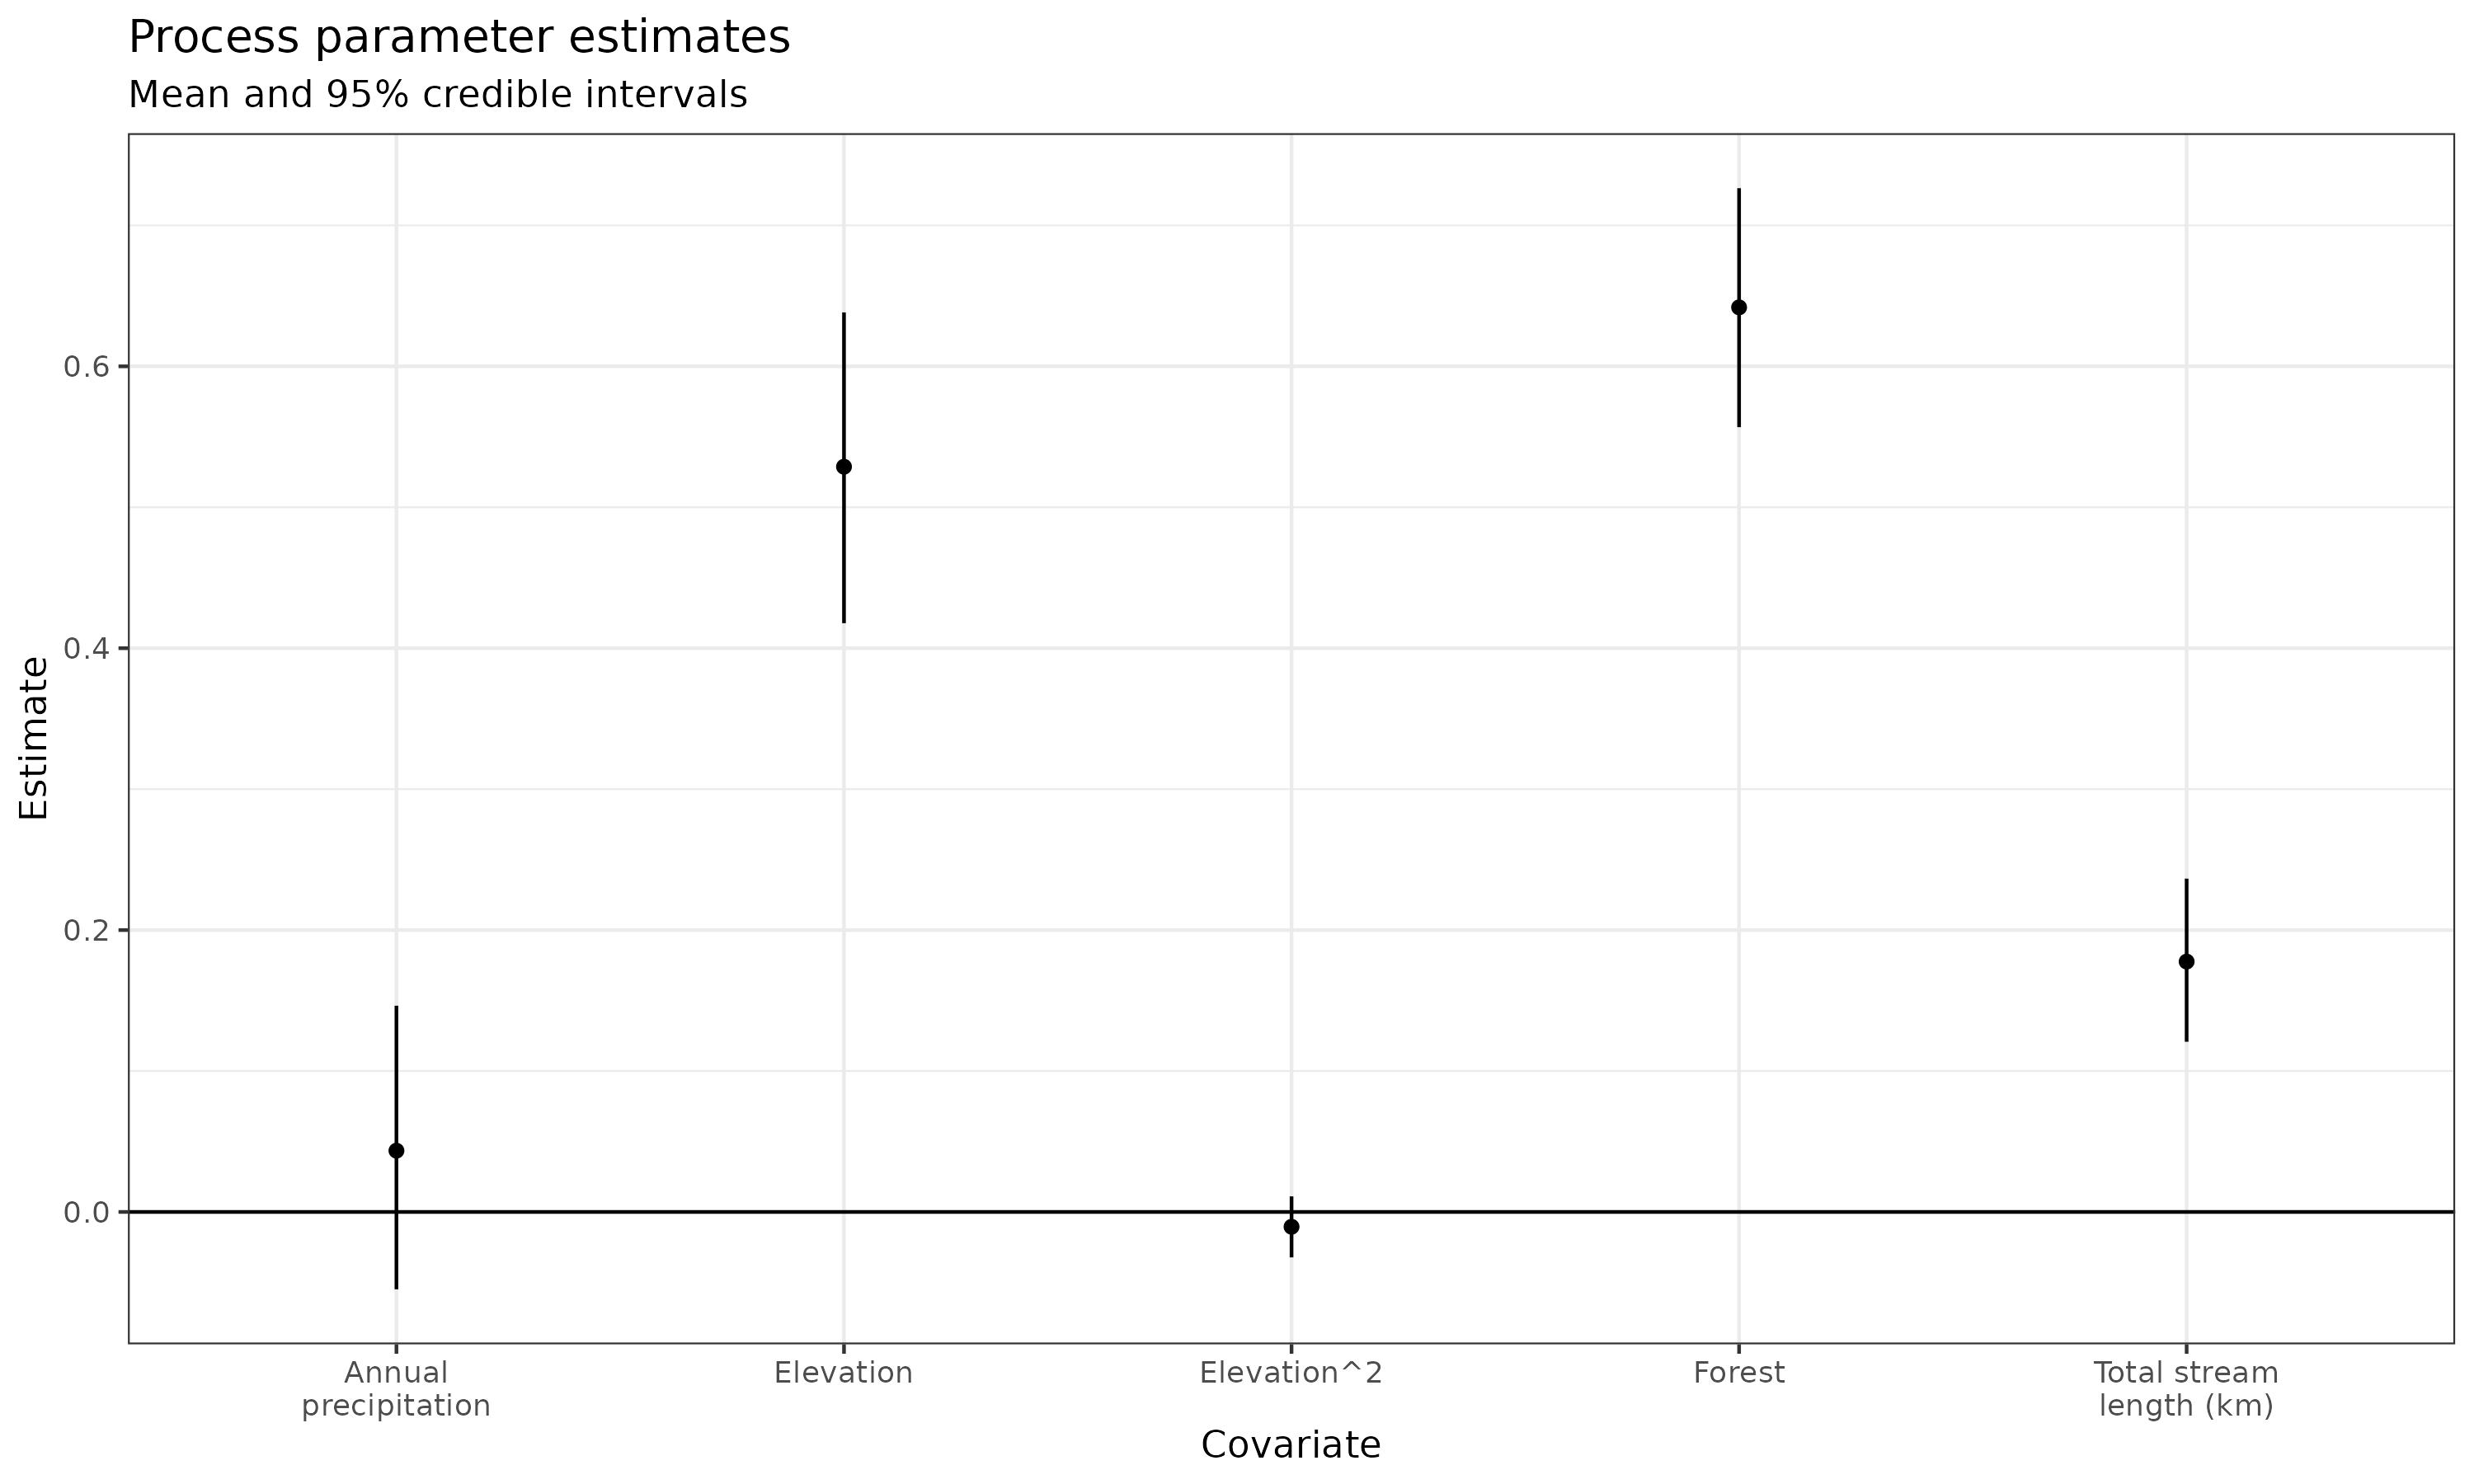 Process parameter estimates
Mean and 95% credible intervals
Estimate
0.6
0.4
0.2
0.0
Annual
precipitation
Elevation
Elevation^2
Forest
Total stream
length (km)
Covariate